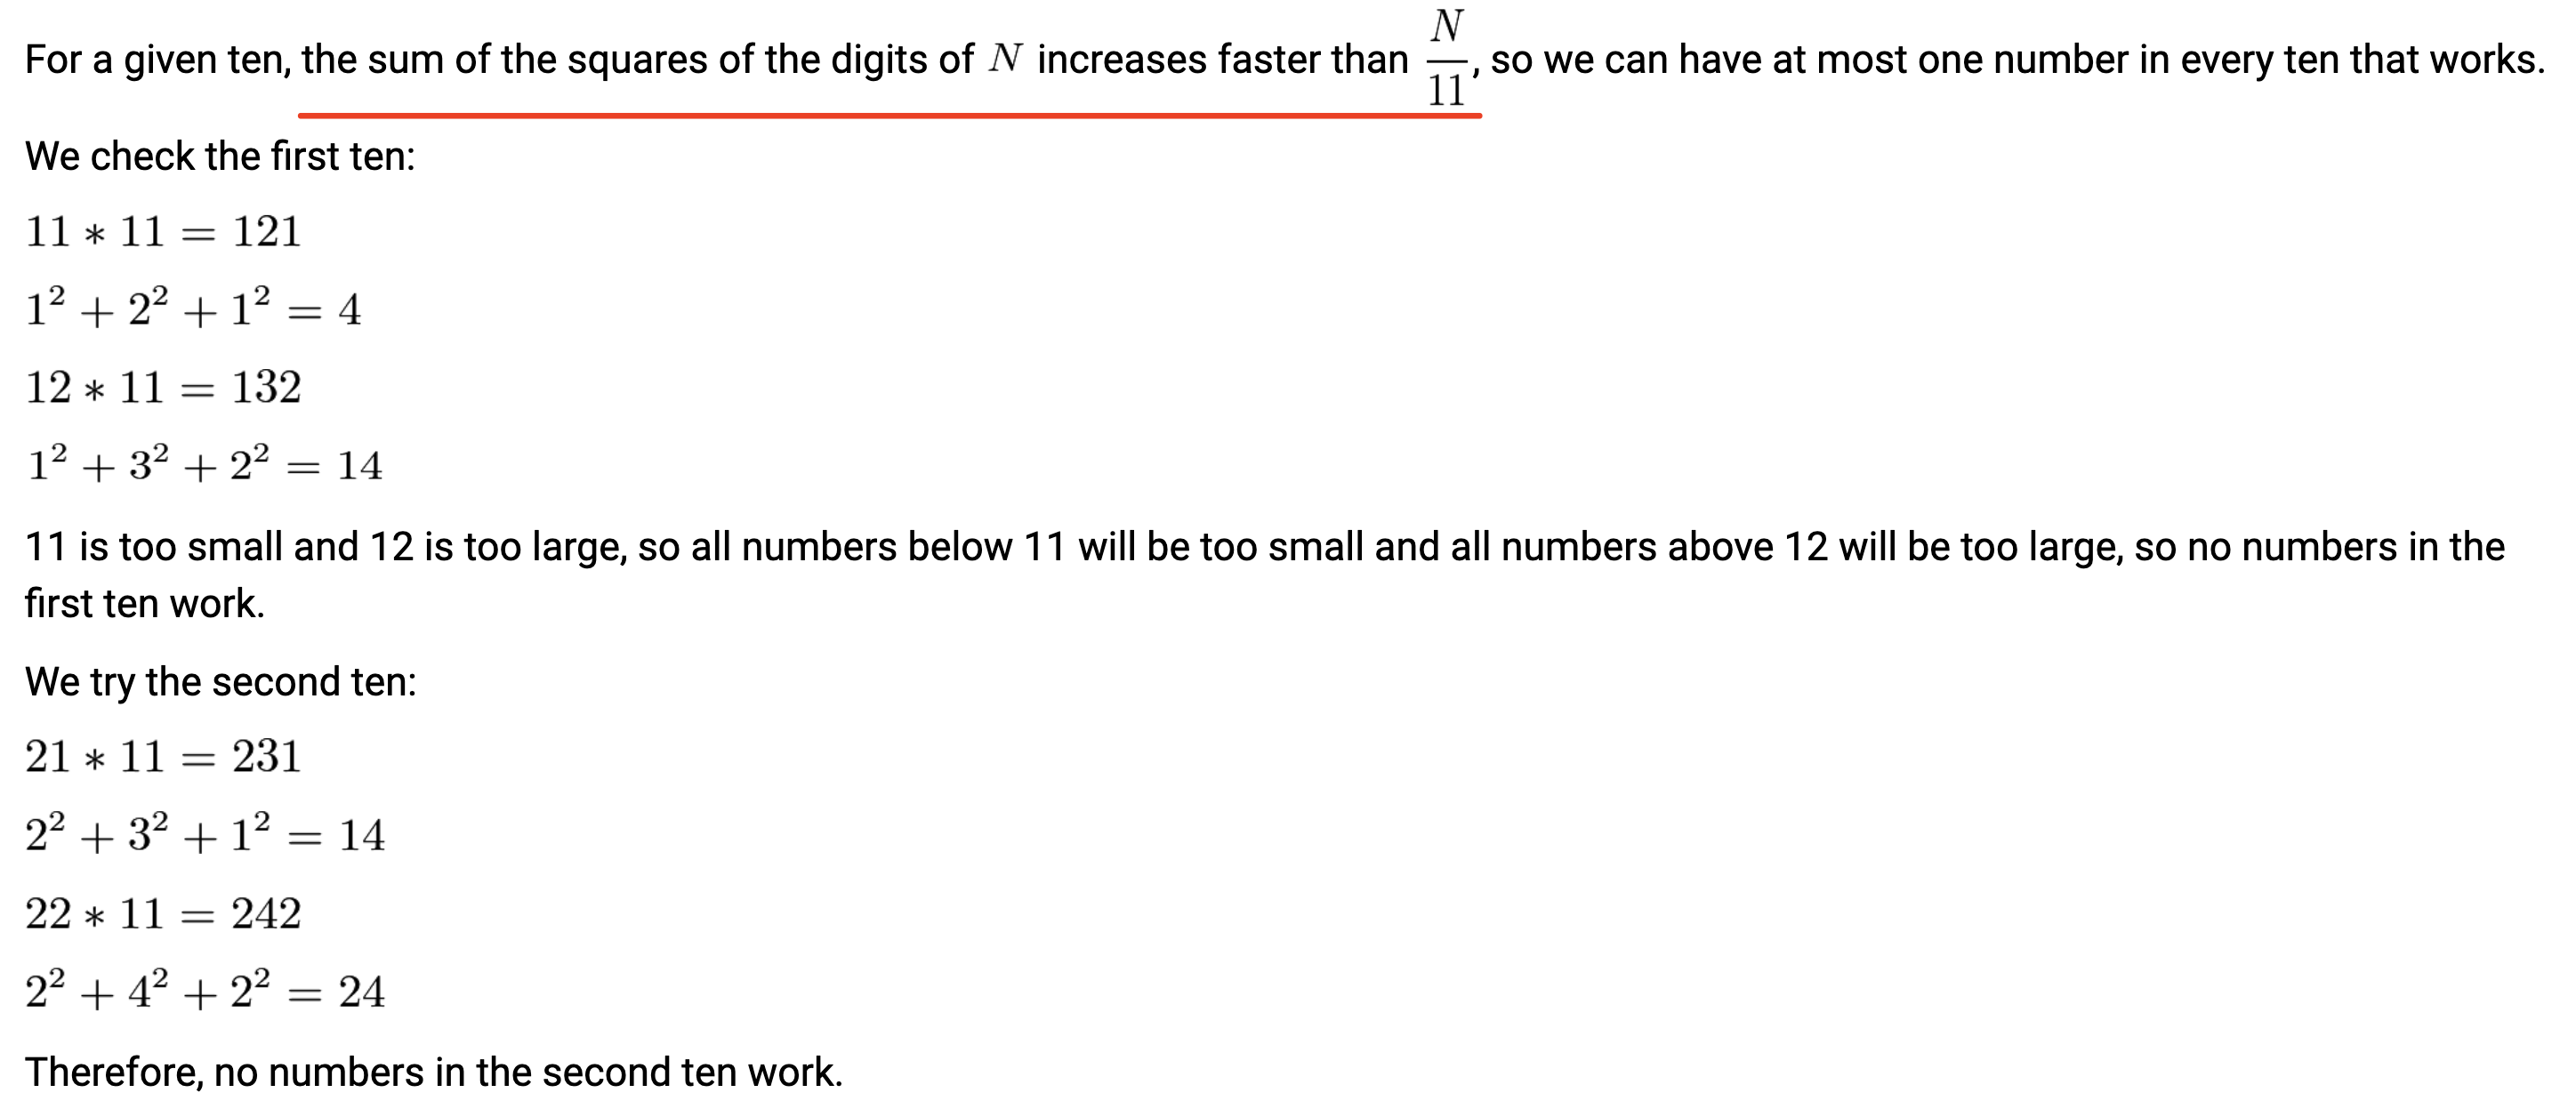 For a given ten, the sum of the squares of the digits of $N$ increases faster than $\frac{N}{11}$, so we can have at most one number in every ten that works.
We check the first ten:
$11 * 11 = 121$
$1^2 + 2^2 + 1^2 = 4$
$12 * 11 = 132$
$1^2 + 3^2 + 2^2 = 14$
11 is too small and 12 is too large, so all numbers below 11 will be too small and all numbers above 12 will be too large, so no numbers in the
first ten work.
We try the second ten:
$21 * 11 = 231$
$2^2 + 3^2 + 1^2 = 14$
$22 * 11 = 242$
$2^2 + 4^2 + 2^2 = 24$
Therefore, no numbers in the second ten work.